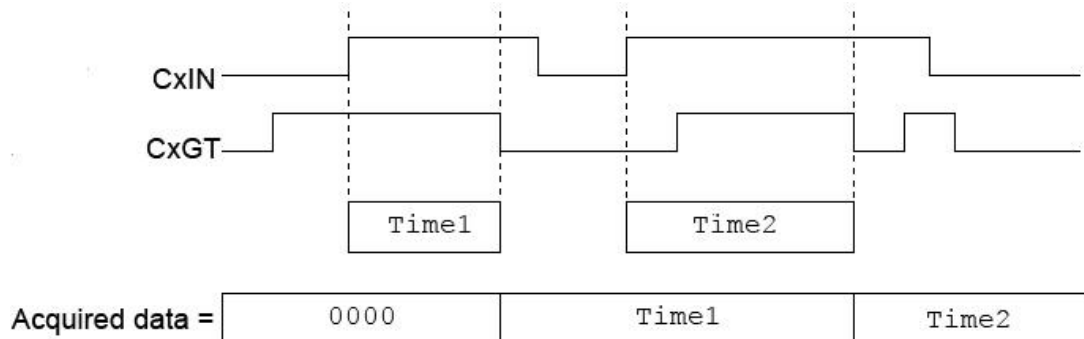 CxIN
CxGT
Time1 Time2
Acquired data = 0000 Time1 Time2